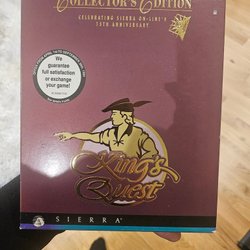 COLLECTOR'S EDITION
CELEBRATING SIERRA ON-LINE'S
15TH ANNIVERSARY
We
guarantee
full satisfaction
or exchange
your game!
King's
Quest
SIERRA